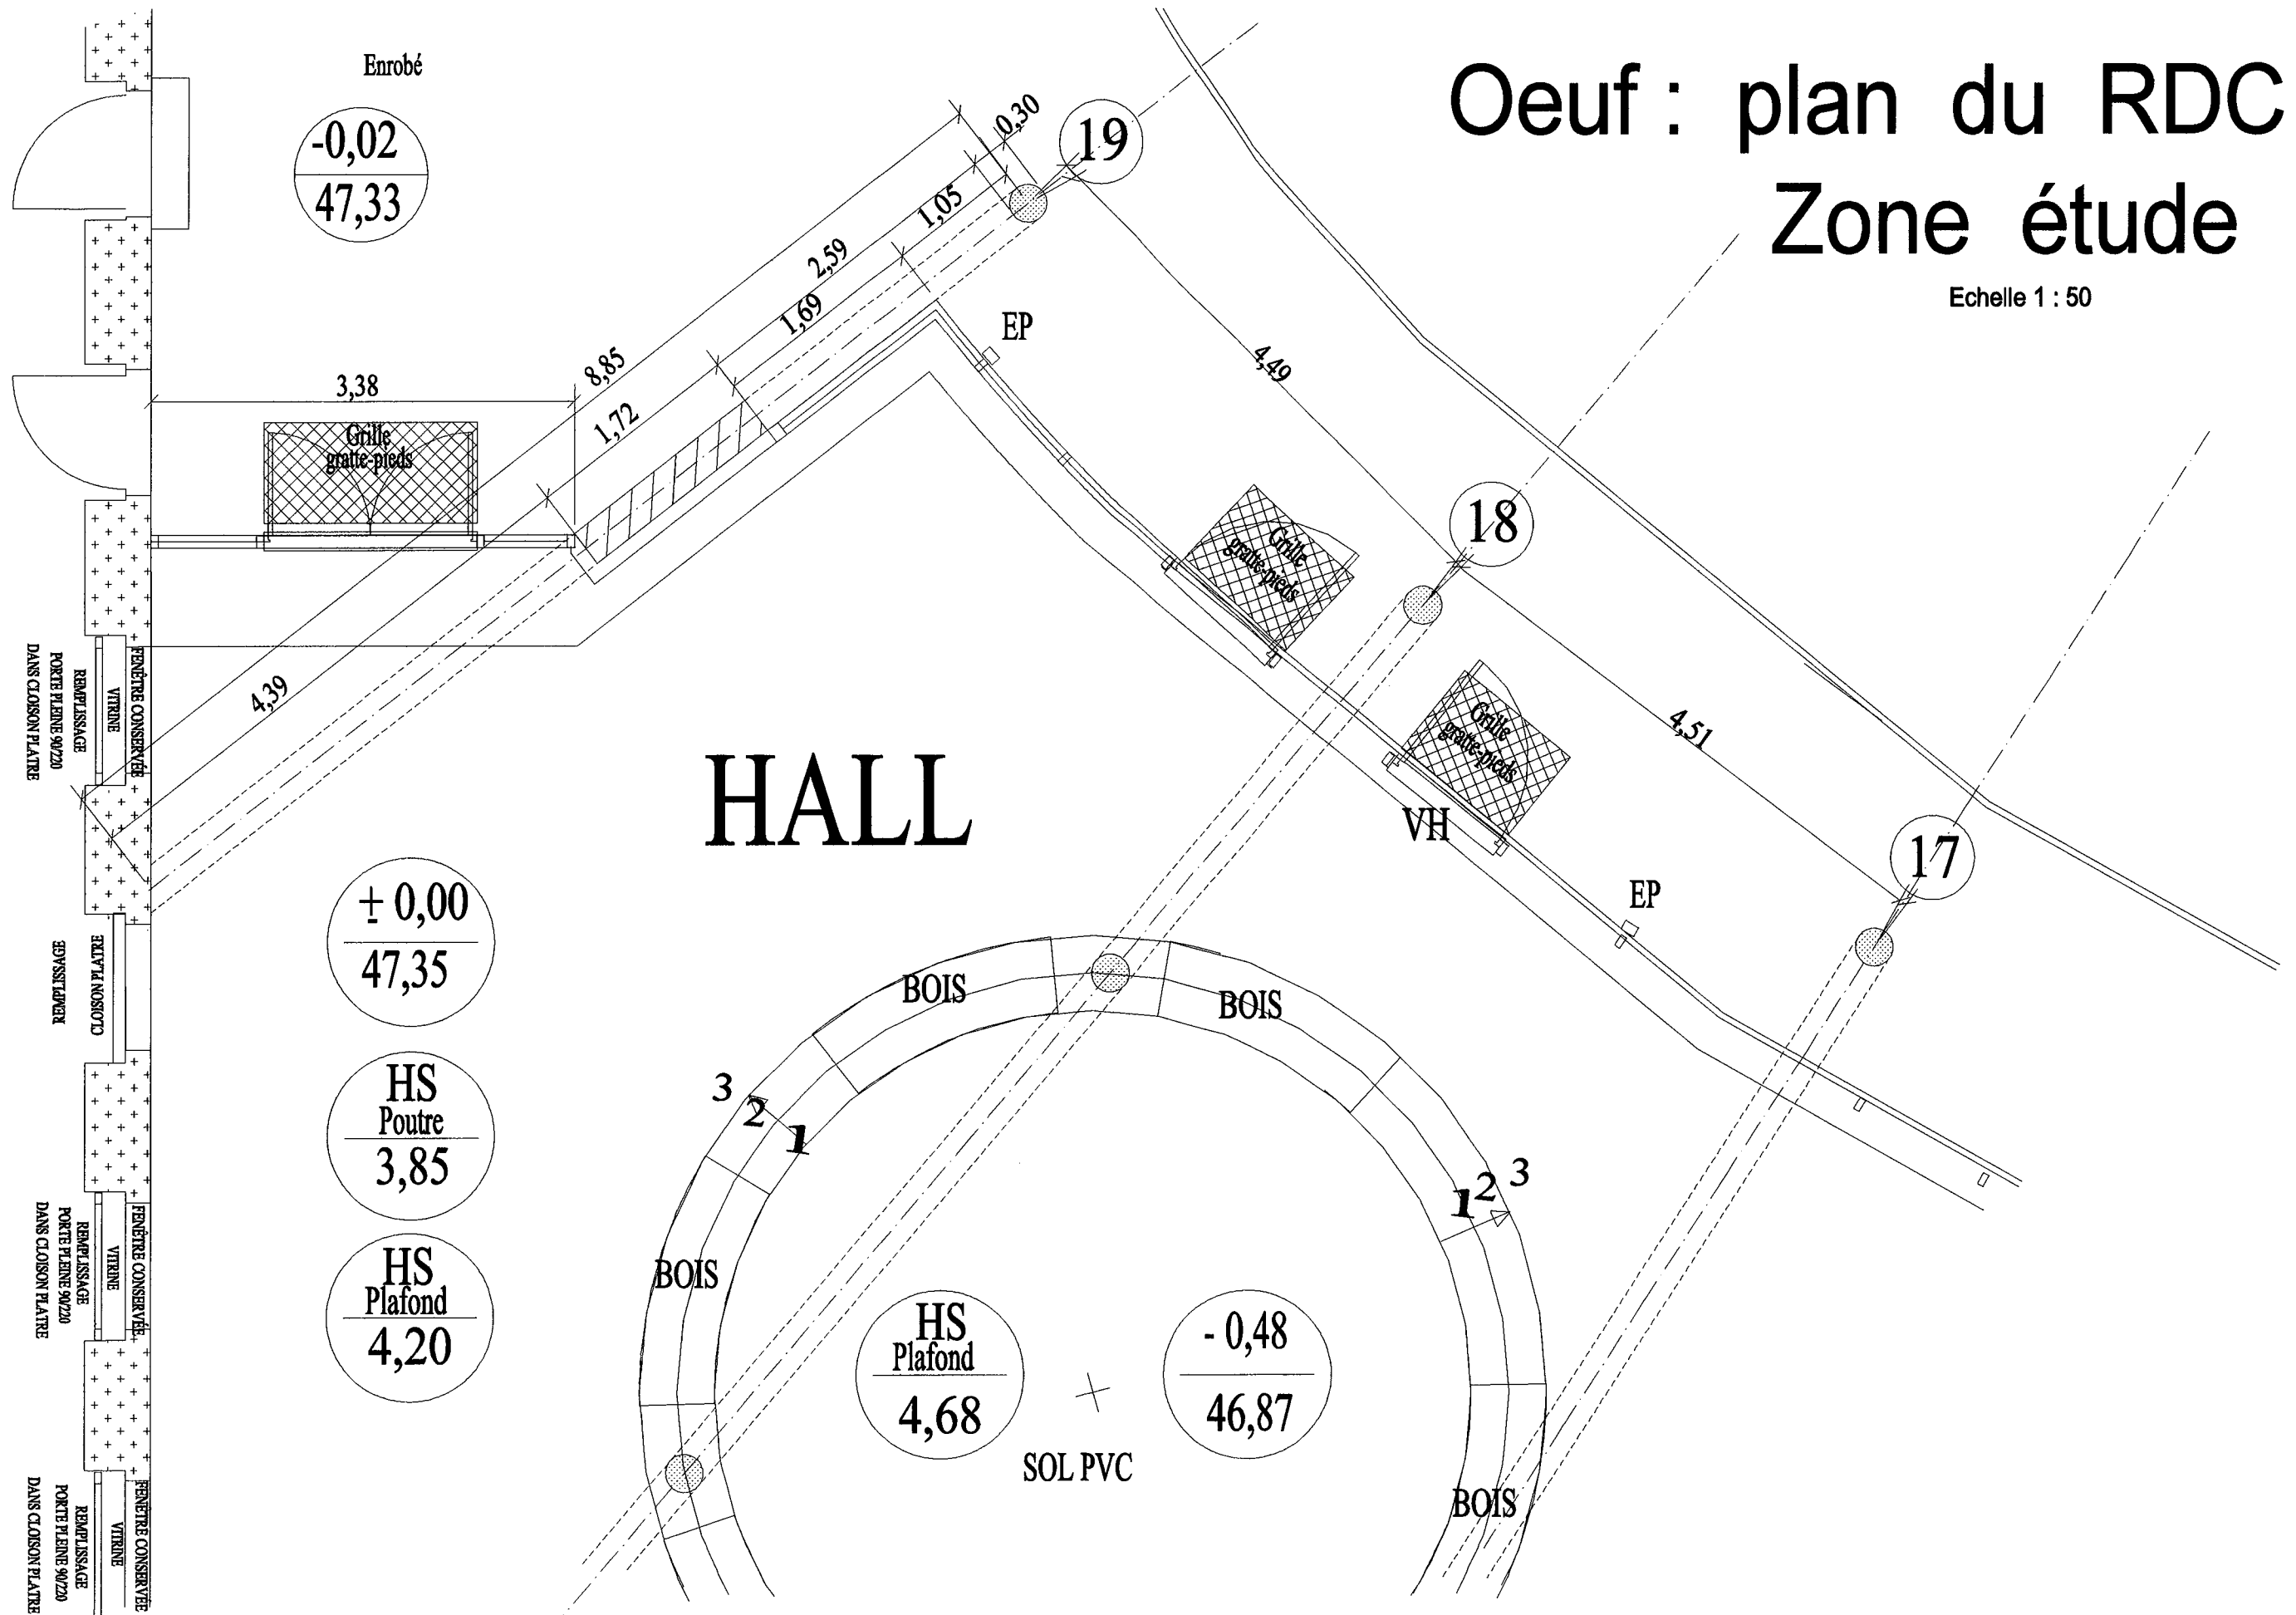 Oeuf : plan du RDC
Zone étude
Echelle 1 : 50
Enrobé
-0,02
47,33
0,30
19
1,05
2,59
1,69
8,85
1,72
3,38
Grille
gratte-pieds
EP
4,49
18
Grille
gratte-pieds
4,51
Grille
gratte-pieds
VH
17
EP
4,39
HALL
FENÊTRE CONSERVÉE
VITRINE
REMPLISSAGE
PORTE PLEINE 90/220
DANS CLOISON PLATRE
± 0,00
47,35
CLOISON PLATRE
REMPLISSAGE
HS
Poutre
3,85
HS
Plafond
4,20
BOIS
BOIS
3
2
1
1
2
3
BOIS
FENÊTRE CONSERVÉE
VITRINE
REMPLISSAGE
PORTE PLEINE 90/220
DANS CLOISON PLATRE
HS
Plafond
4,68
- 0,48
46,87
SOL PVC
BOIS
FENÊTRE CONSERVÉE
VITRINE
REMPLISSAGE
PORTE PLEINE 90/220
DANS CLOISON PLATRE